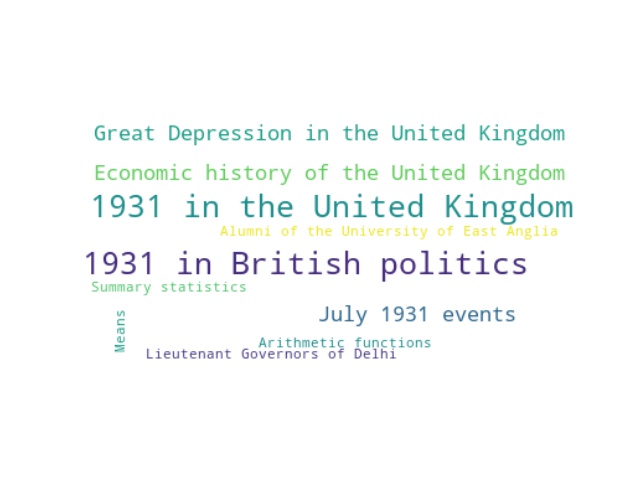 Great Depression in the United Kingdom
Economic history of the United Kingdom
1931 in the United Kingdom
Alumni of the University of East Anglia
1931 in British politics
Summary statistics
July 1931 events
Means
Arithmetic functions
Lieutenant Governors of Delhi